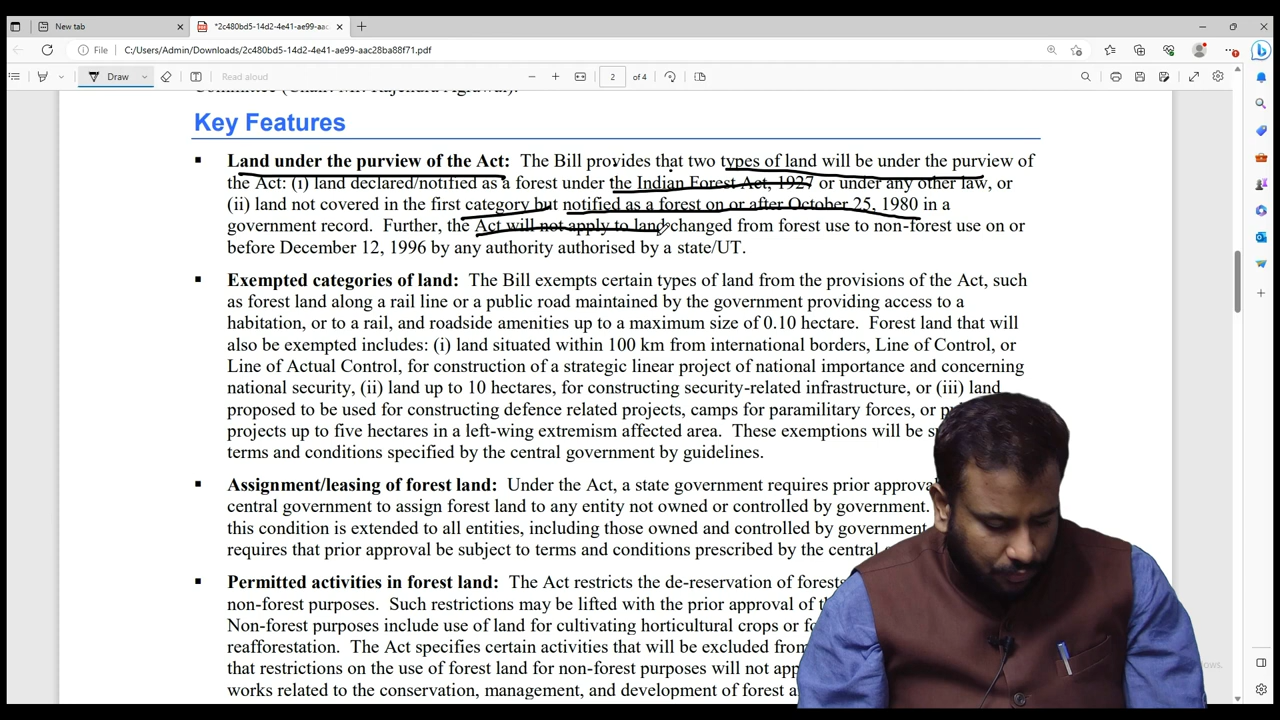 New tab
*2c480bd5-14d2-4e41-ae99-aac
File C:/Users/Admin/Downloads/2c480bd5-14d2-4e41-ae99-aac28ba88f71.pdf
Draw Read aloud 2 of 4
Committee (Chair: Mr. Rajendra Agrawal).
Key Features
▪ Land under the purview of the Act: The Bill provides that two types of land will be under the purview of
the Act: (i) land declared/notified as a forest under the Indian Forest Act, 1927 or under any other law, or
(ii) land not covered in the first category but notified as a forest on or after October 25, 1980 in a
government record. Further, the Act will not apply to land changed from forest use to non-forest use on or
before December 12, 1996 by any authority authorised by a state/UT.
▪ Exempted categories of land: The Bill exempts certain types of land from the provisions of the Act, such
as forest land along a rail line or a public road maintained by the government providing access to a
habitation, or to a rail, and roadside amenities up to a maximum size of 0.10 hectare. Forest land that will
also be exempted includes: (i) land situated within 100 km from international borders, Line of Control, or
Line of Actual Control, for construction of a strategic linear project of national importance and concerning
national security, (ii) land up to 10 hectares, for constructing security-related infrastructure, or (iii) land
proposed to be used for constructing defence related projects, camps for paramilitary forces, or
projects up to five hectares in a left-wing extremism affected area. These exemptions will be
terms and conditions specified by the central government by guidelines.
▪ Assignment/leasing of forest land: Under the Act, a state government requires prior approval
central government to assign forest land to any entity not owned or controlled by government.
this condition is extended to all entities, including those owned and controlled by government
requires that prior approval be subject to terms and conditions prescribed by the central
▪ Permitted activities in forest land: The Act restricts the de-reservation of forests
non-forest purposes. Such restrictions may be lifted with the prior approval of
Non-forest purposes include use of land for cultivating horticultural crops or
reafforestation. The Act specifies certain activities that will be excluded from
that restrictions on the use of forest land for non-forest purposes will not
works related to the conservation, management, and development of forest